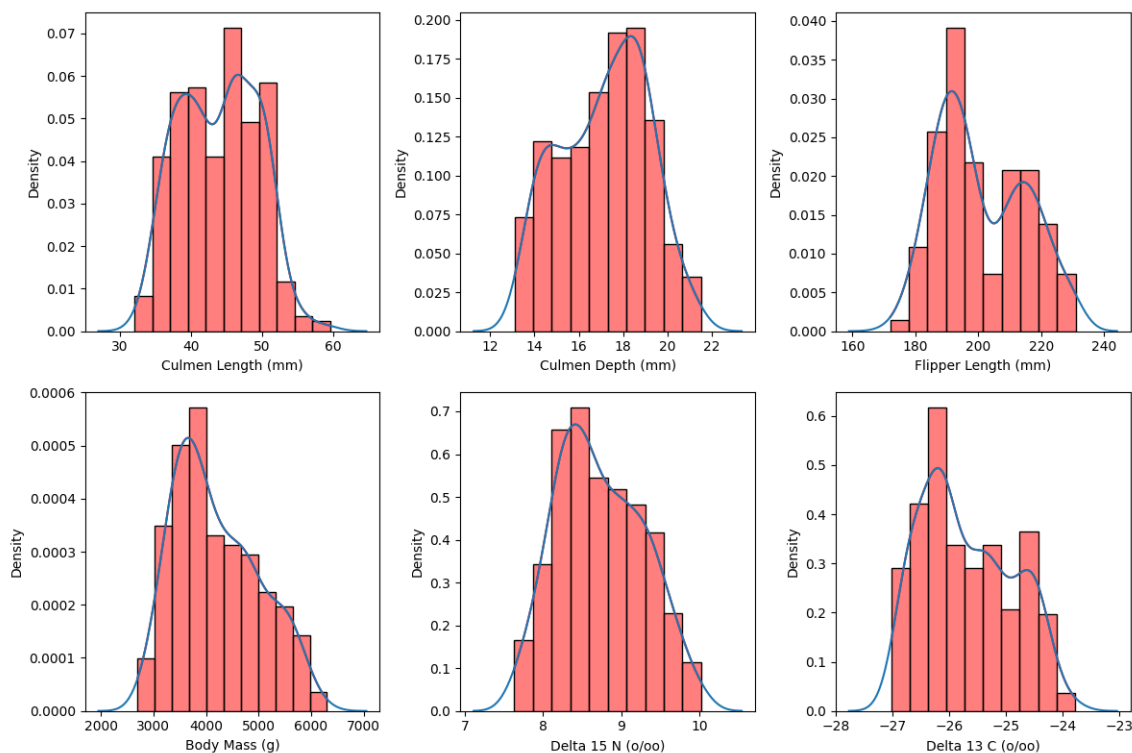 Density
0.07
0.06
0.05
0.04
0.03
0.02
0.01
0.00
30 40 50 60
Culmen Length (mm)
Density
0.200
0.175
0.150
0.125
0.100
0.075
0.050
0.025
0.000
12 14 16 18 20 22
Culmen Depth (mm)
Density
0.040
0.035
0.030
0.025
0.020
0.015
0.010
0.005
0.000
160 180 200 220 240
Flipper Length (mm)
Density
0.0006
0.0005
0.0004
0.0003
0.0002
0.0001
0.0000
2000 3000 4000 5000 6000 7000
Body Mass (g)
Density
0.7
0.6
0.5
0.4
0.3
0.2
0.1
0.0
7 8 9 10
Delta 15 N (o/oo)
Density
0.6
0.5
0.4
0.3
0.2
0.1
0.0
−28 −27 −26 −25 −24 −23
Delta 13 C (o/oo)